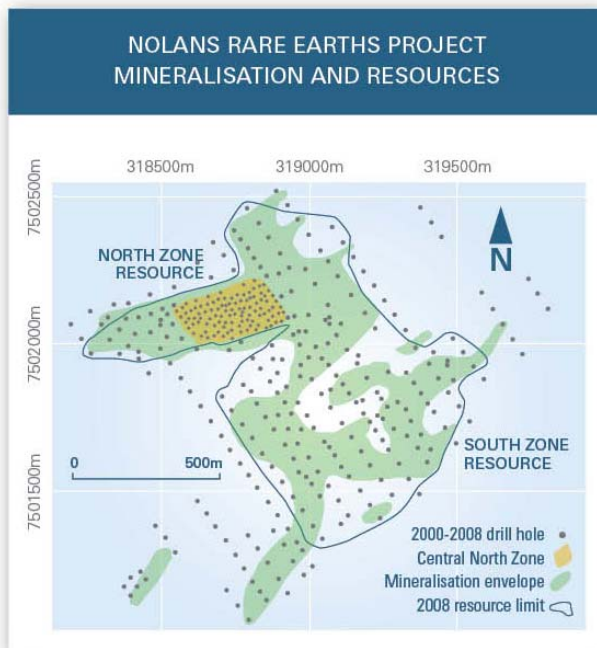 NOLANS RARE EARTHS PROJECT
MINERALISATION AND RESOURCES
318500m 319000m 319500m
7502500m
7502000m
7501500m
NORTH ZONE
RESOURCE
N
SOUTH ZONE
RESOURCE
0 500m
2000-2008 drill hole
Central North Zone
Mineralisation envelope
2008 resource limit